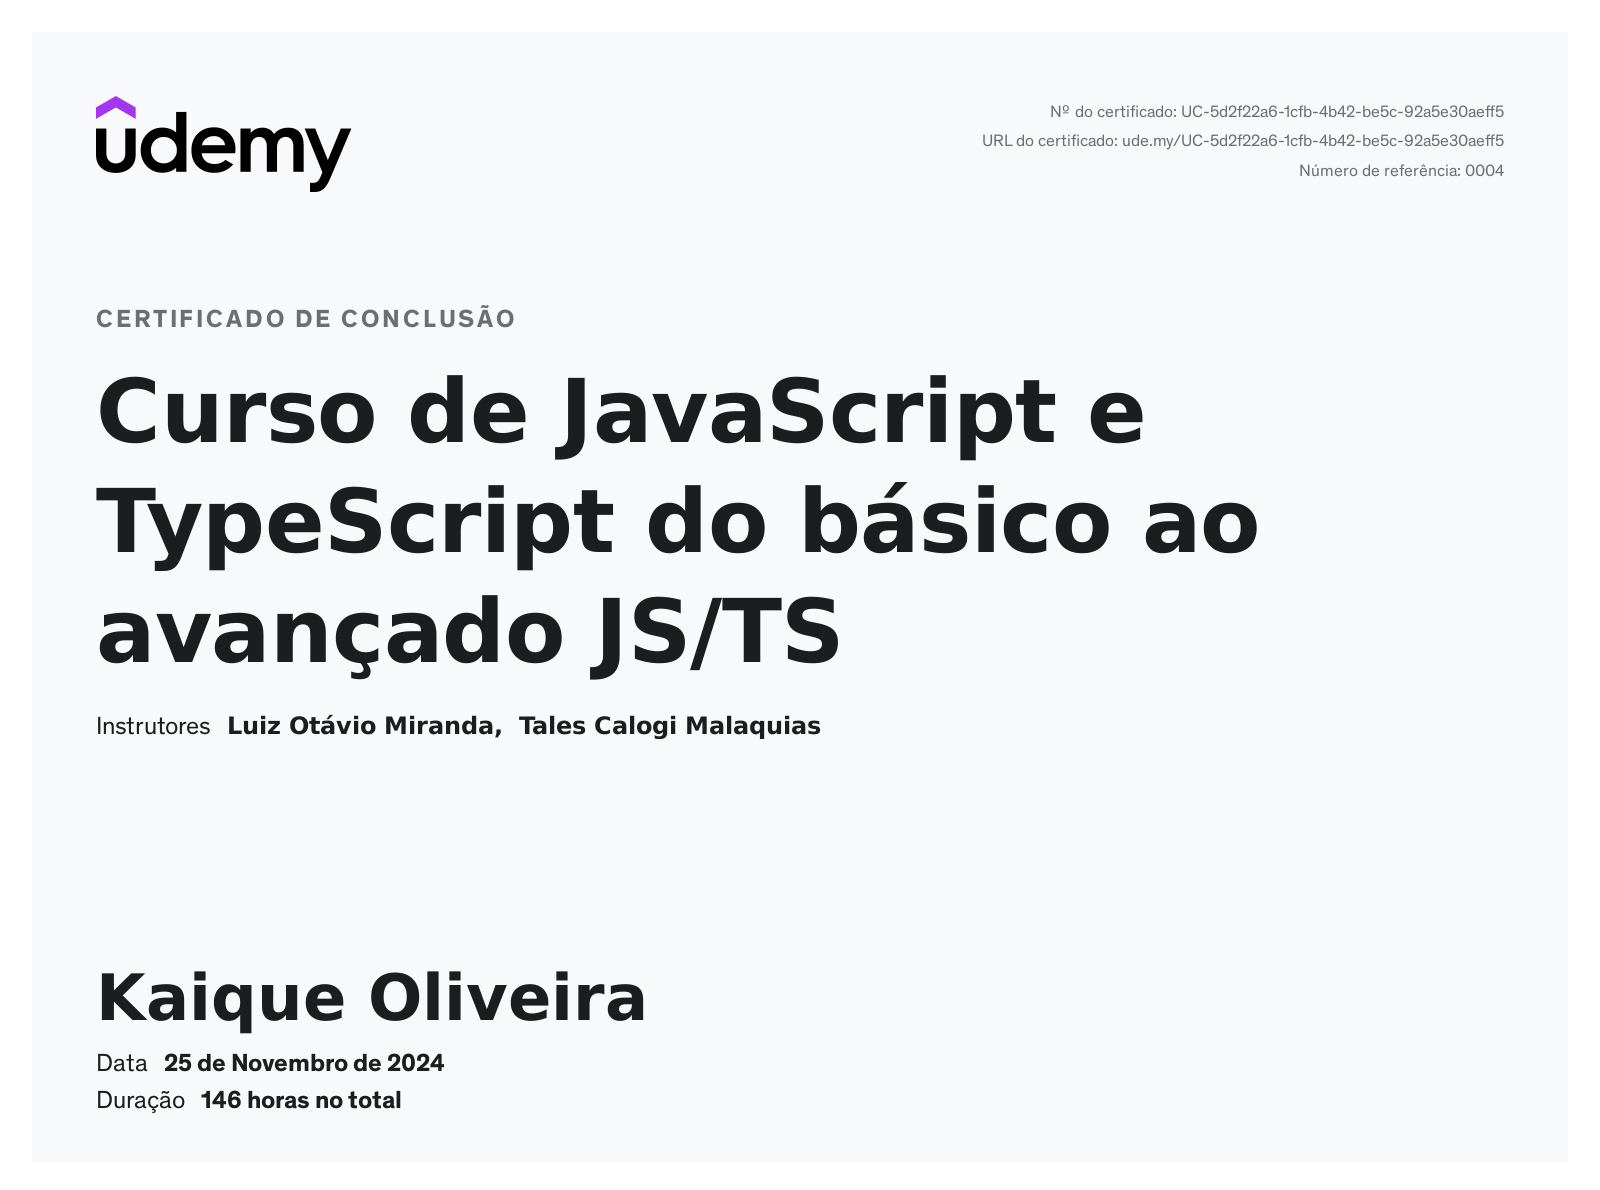 udemy
Nº do certificado: UC-5d2f22a6-1cfb-4b42-be5c-92a5e30aeff5
URL do certificado: ude.my/UC-5d2f22a6-1cfb-4b42-be5c-92a5e30aeff5
Número de referência: 0004
CERTIFICADO DE CONCLUSÃO
Curso de JavaScript e
TypeScript do básico ao
avançado JS/TS
Instrutores Luiz Otávio Miranda, Tales Calogi Malaquias
Kaique Oliveira
Data 25 de Novembro de 2024
Duração 146 horas no total